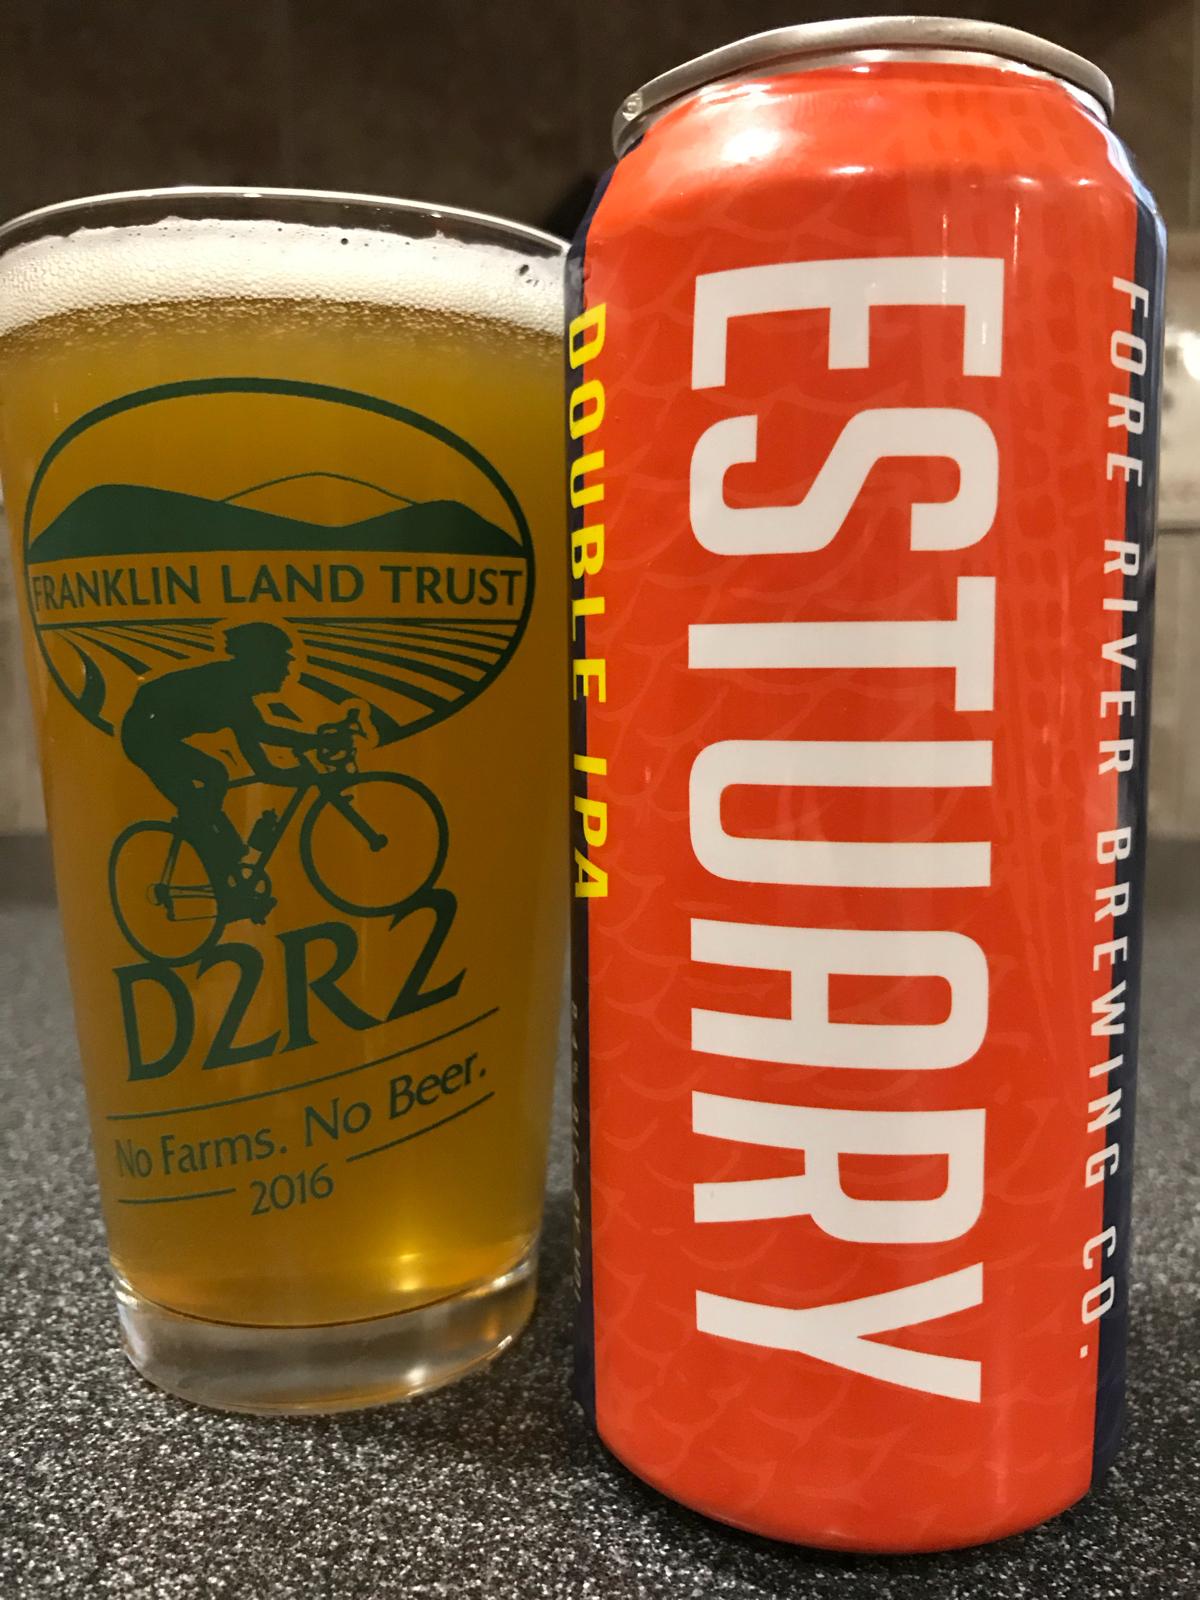 FRANKLIN LAND TRUST
D2R2
No Farms. No Beer.
2016
DOUBLE IPA
ESTUARY
FORE RIVER BREWING CO.